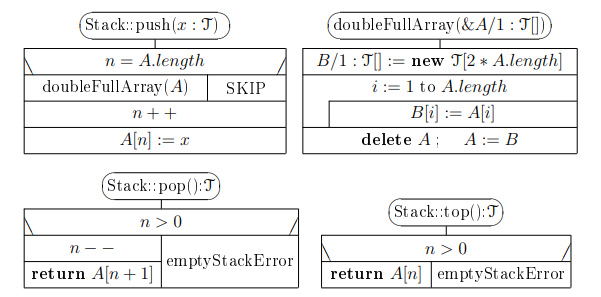 Stack::push(x : 𝒯)
n = A.length
doubleFullArray(A) SKIP
n + +
A[n] := x
doubleFullArray(&A/1 : 𝒯[])
B/1 : 𝒯[] := new 𝒯[2 ∗ A.length]
i := 1 to A.length
B[i] := A[i]
delete A ; A := B
Stack::pop():𝒯
n > 0
n − −
return A[n + 1]
emptyStackError
Stack::top():𝒯
n > 0
return A[n] emptyStackError